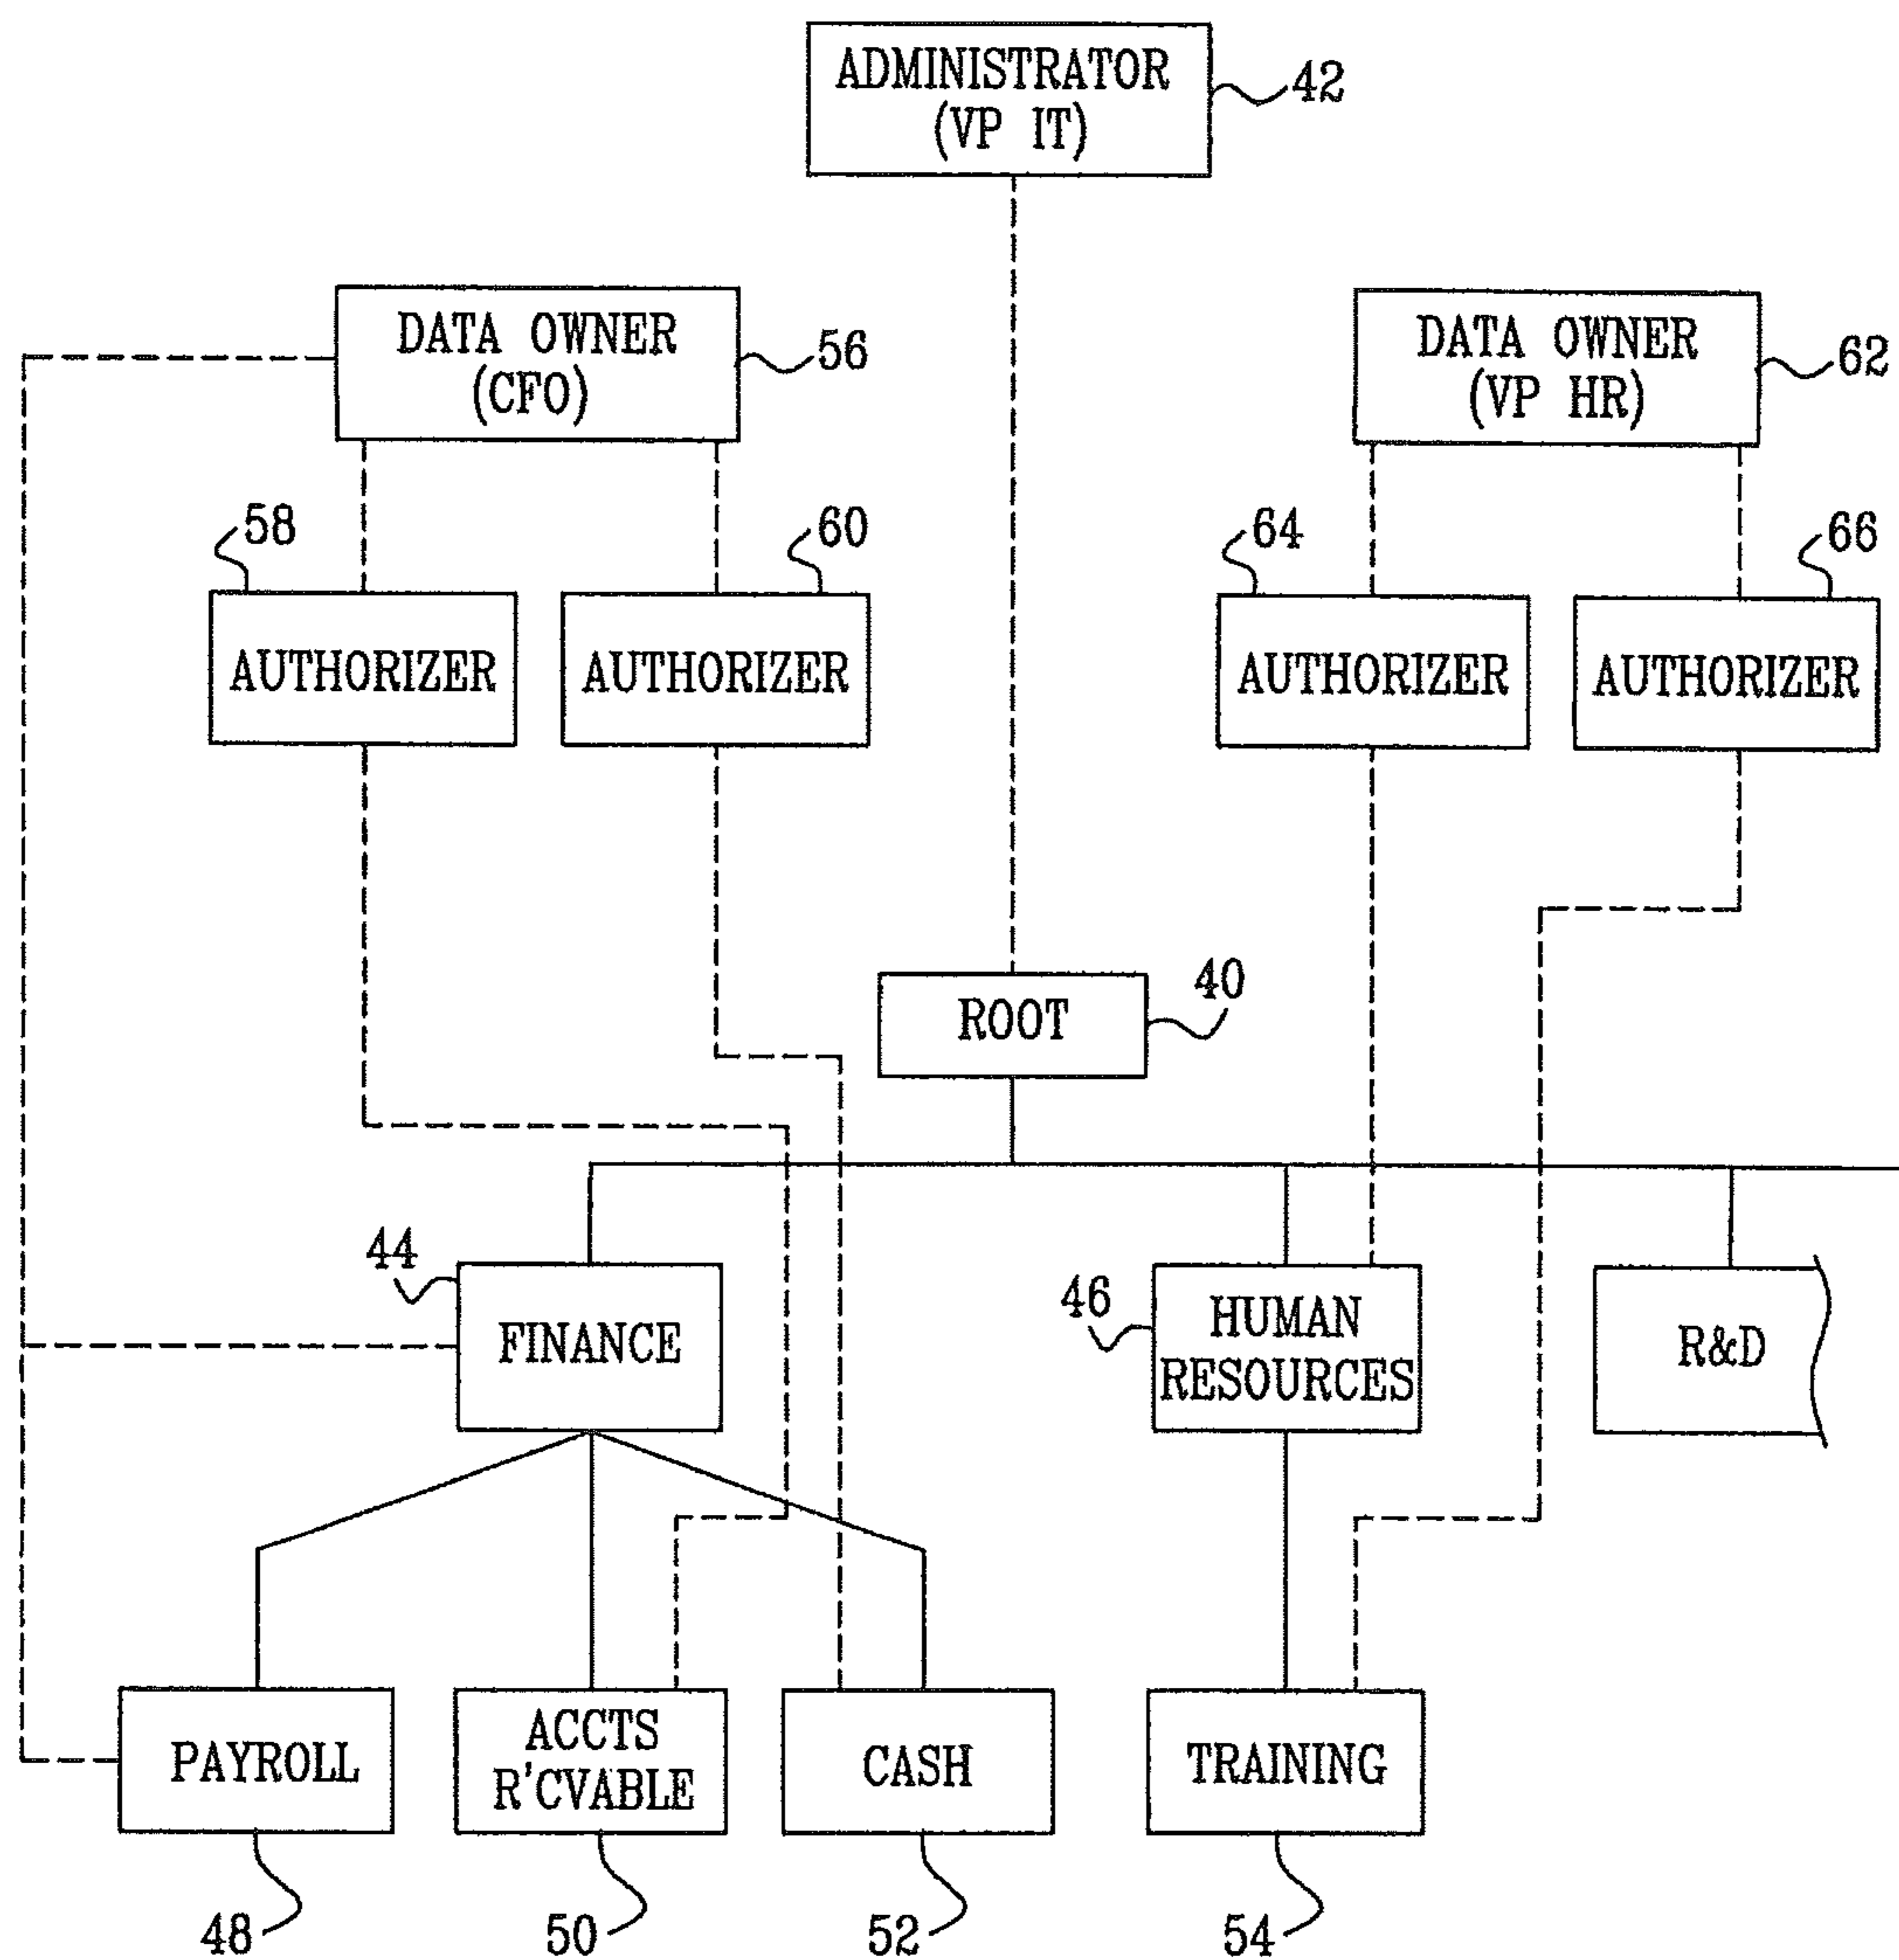 ADMINISTRATOR
(VP IT)
42
DATA OWNER
(CFO)
56
DATA OWNER
(VP HR)
62
58
60
64
66
AUTHORIZER
AUTHORIZER
AUTHORIZER
AUTHORIZER
ROOT
40
44
FINANCE
46
HUMAN
RESOURCES
R&D
PAYROLL
ACCTS
R'CVABLE
CASH
TRAINING
48
50
52
54